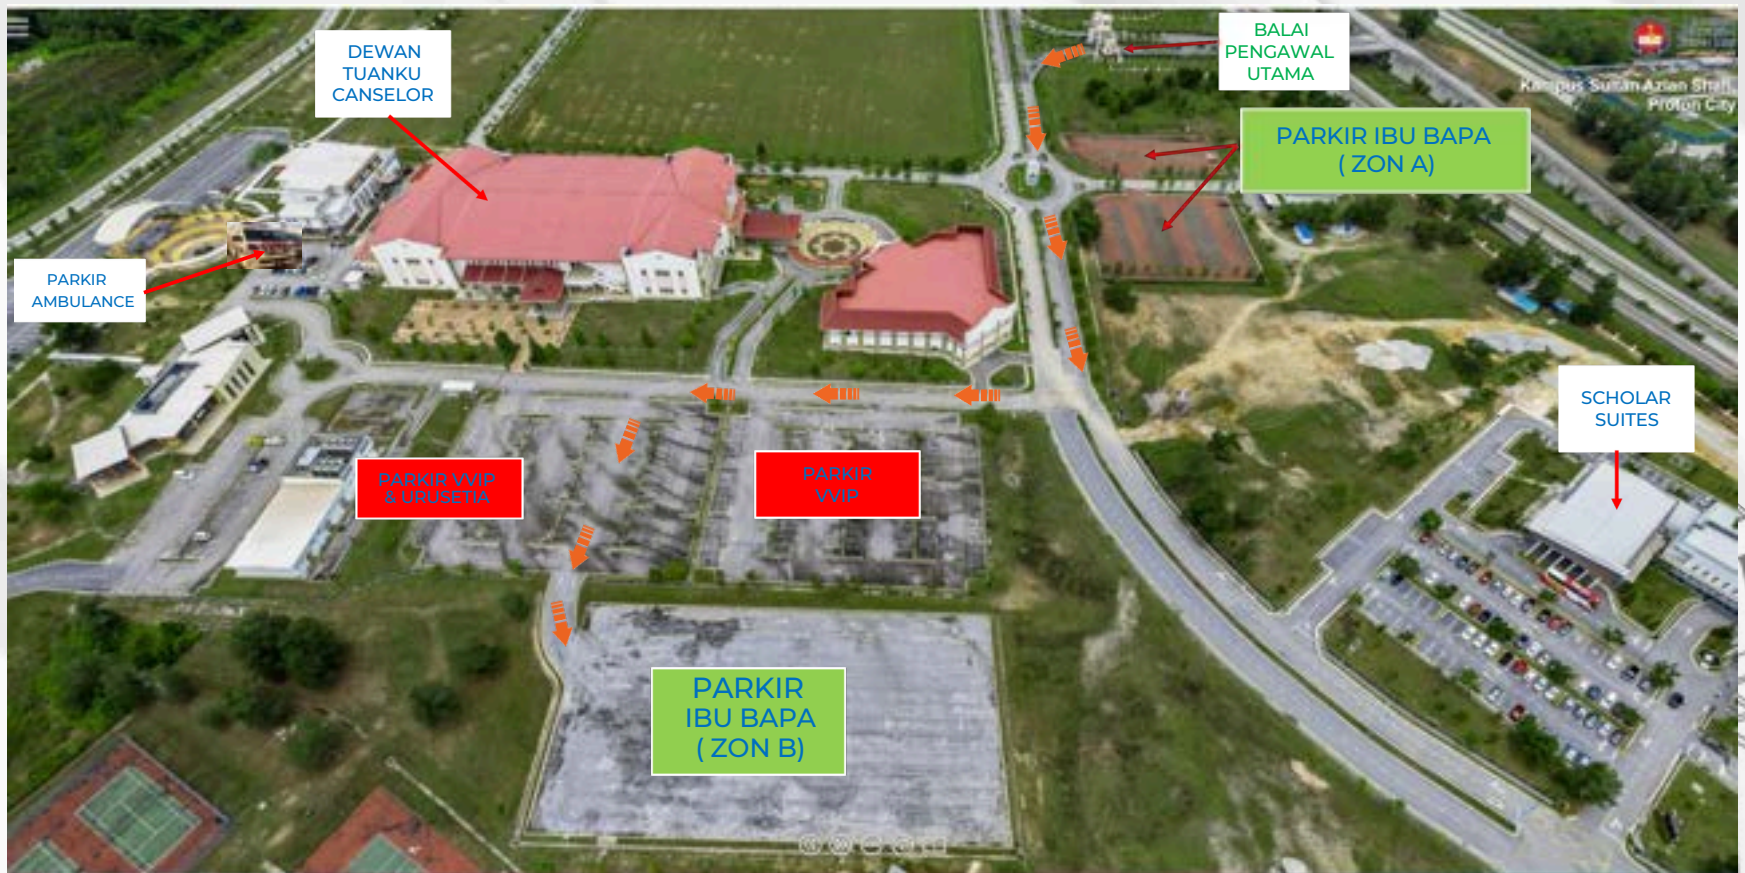 DEWAN
TUANKU
CANSELOR
BALAI
PENGAWAL
UTAMA
Kampus Sultan Azlan Shah,
Proton City
PARKIR IBU BAPA
( ZON A)
PARKIR
AMBULANCE
SCHOLAR
SUITES
PARKIR VVIP
& URUSETIA
PARKIR
VVIP
PARKIR
IBU BAPA
( ZON B)